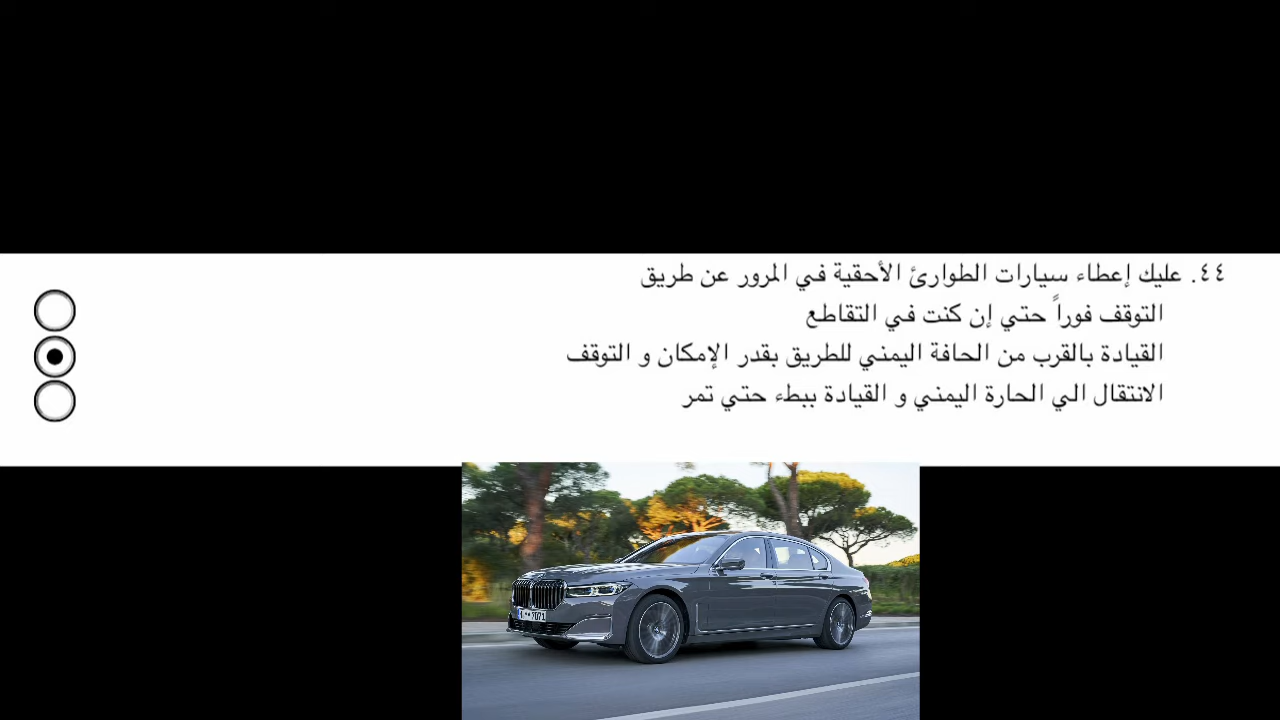 ٤٤. عليك إعطاء سيارات الطوارئ الأحقية في المرور عن طريق
التوقف فوراً حتي إن كنت في التقاطع
القيادة بالقرب من الحافة اليمني للطريق بقدر الإمكان و التوقف
الانتقال الي الحارة اليمني و القيادة ببطء حتي تمر